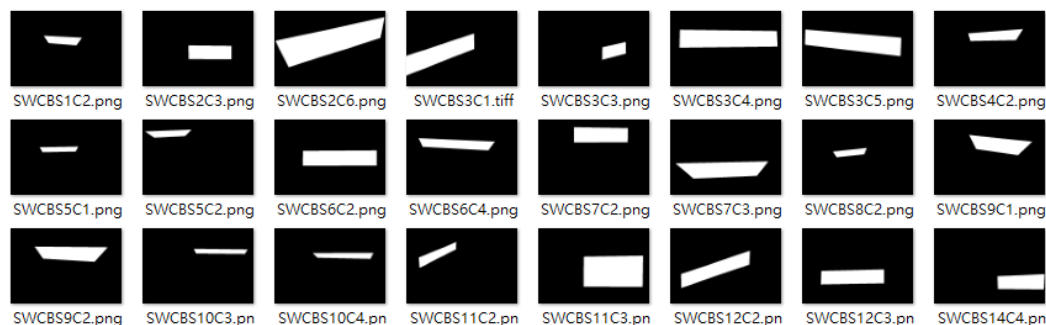 SWCBS1C2.png SWCBS2C3.png SWCBS2C6.png SWCBS3C1.tiff SWCBS3C3.png SWCBS3C4.png SWCBS3C5.png SWCBS4C2.png
SWCBS5C1.png SWCBS5C2.png SWCBS6C2.png SWCBS6C4.png SWCBS7C2.png SWCBS7C3.png SWCBS8C2.png SWCBS9C1.png
SWCBS9C2.png SWCBS10C3.pn SWCBS10C4.pn SWCBS11C2.pn SWCBS11C3.pn SWCBS12C2.pn SWCBS12C3.pn SWCBS14C4.pn